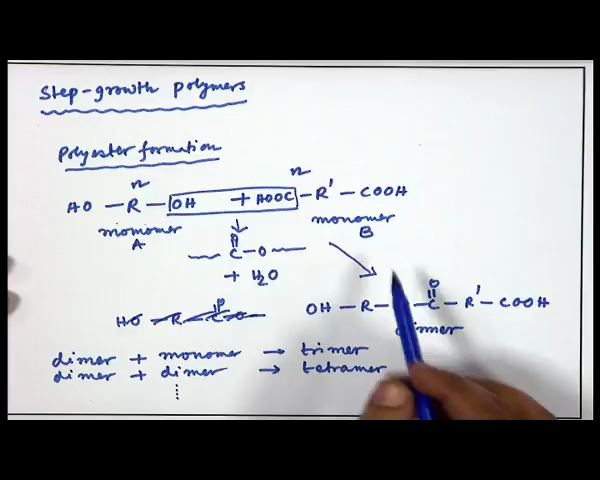 Step-growth polymers
Polyester formation
n n
HO – R – OH + HOOC – R' – COOH
monomer monomer
A B
O
C – O
+ H2O
O
HO – R – C – O –
O
OH – R – – C – R' – COOH
dimer
dimer + monomer → trimer
dimer + dimer → tetramer